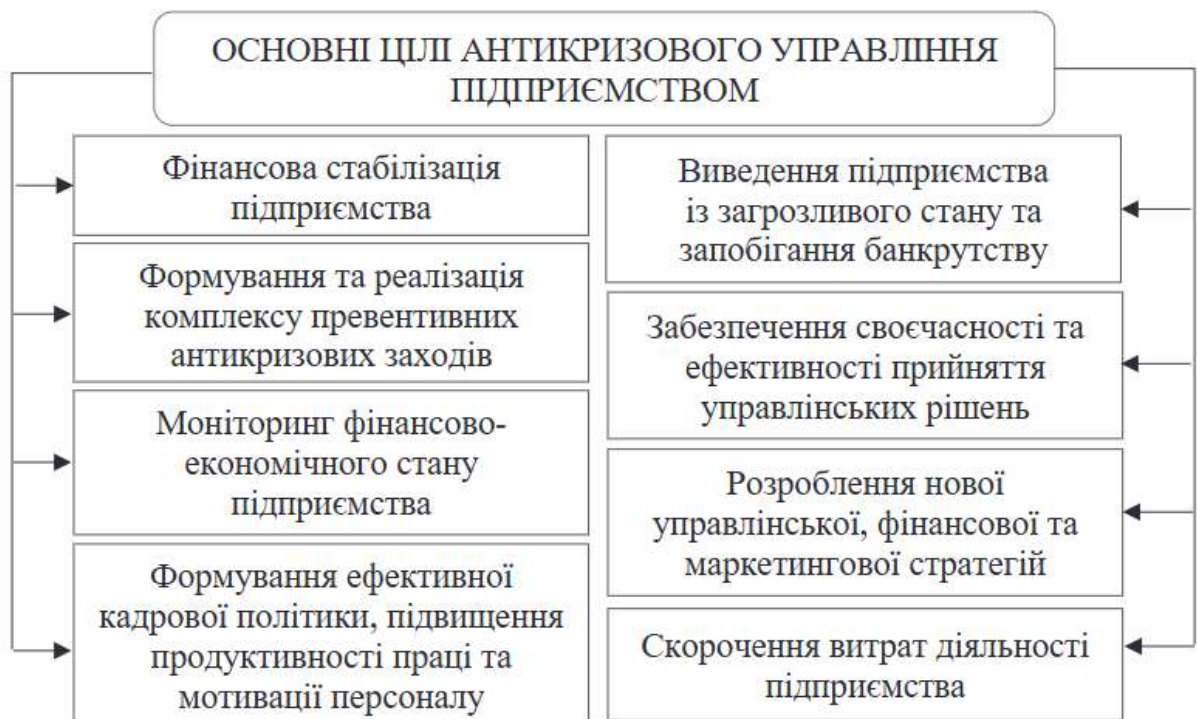 ОСНОВНІ ЦІЛІ АНТИКРИЗОВОГО УПРАВЛІННЯ
ПІДПРИЄМСТВОМ
Фінансова стабілізація
підприємства
Формування та реалізація
комплексу превентивних
антикризових заходів
Моніторинг фінансово-
економічного стану
підприємства
Формування ефективної
кадрової політики, підвищення
продуктивності праці та
мотивації персоналу
Виведення підприємства
із загрозливого стану та
запобігання банкрутству
Забезпечення своєчасності та
ефективності прийняття
управлінських рішень
Розроблення нової
управлінської, фінансової та
маркетингової стратегій
Скорочення витрат діяльності
підприємства